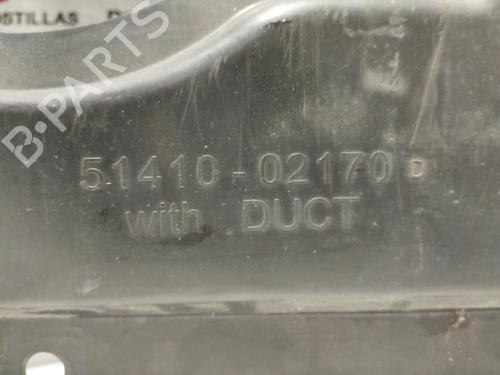 OSTILLAS
B-PARTS
51410-02170 D
with DUCT